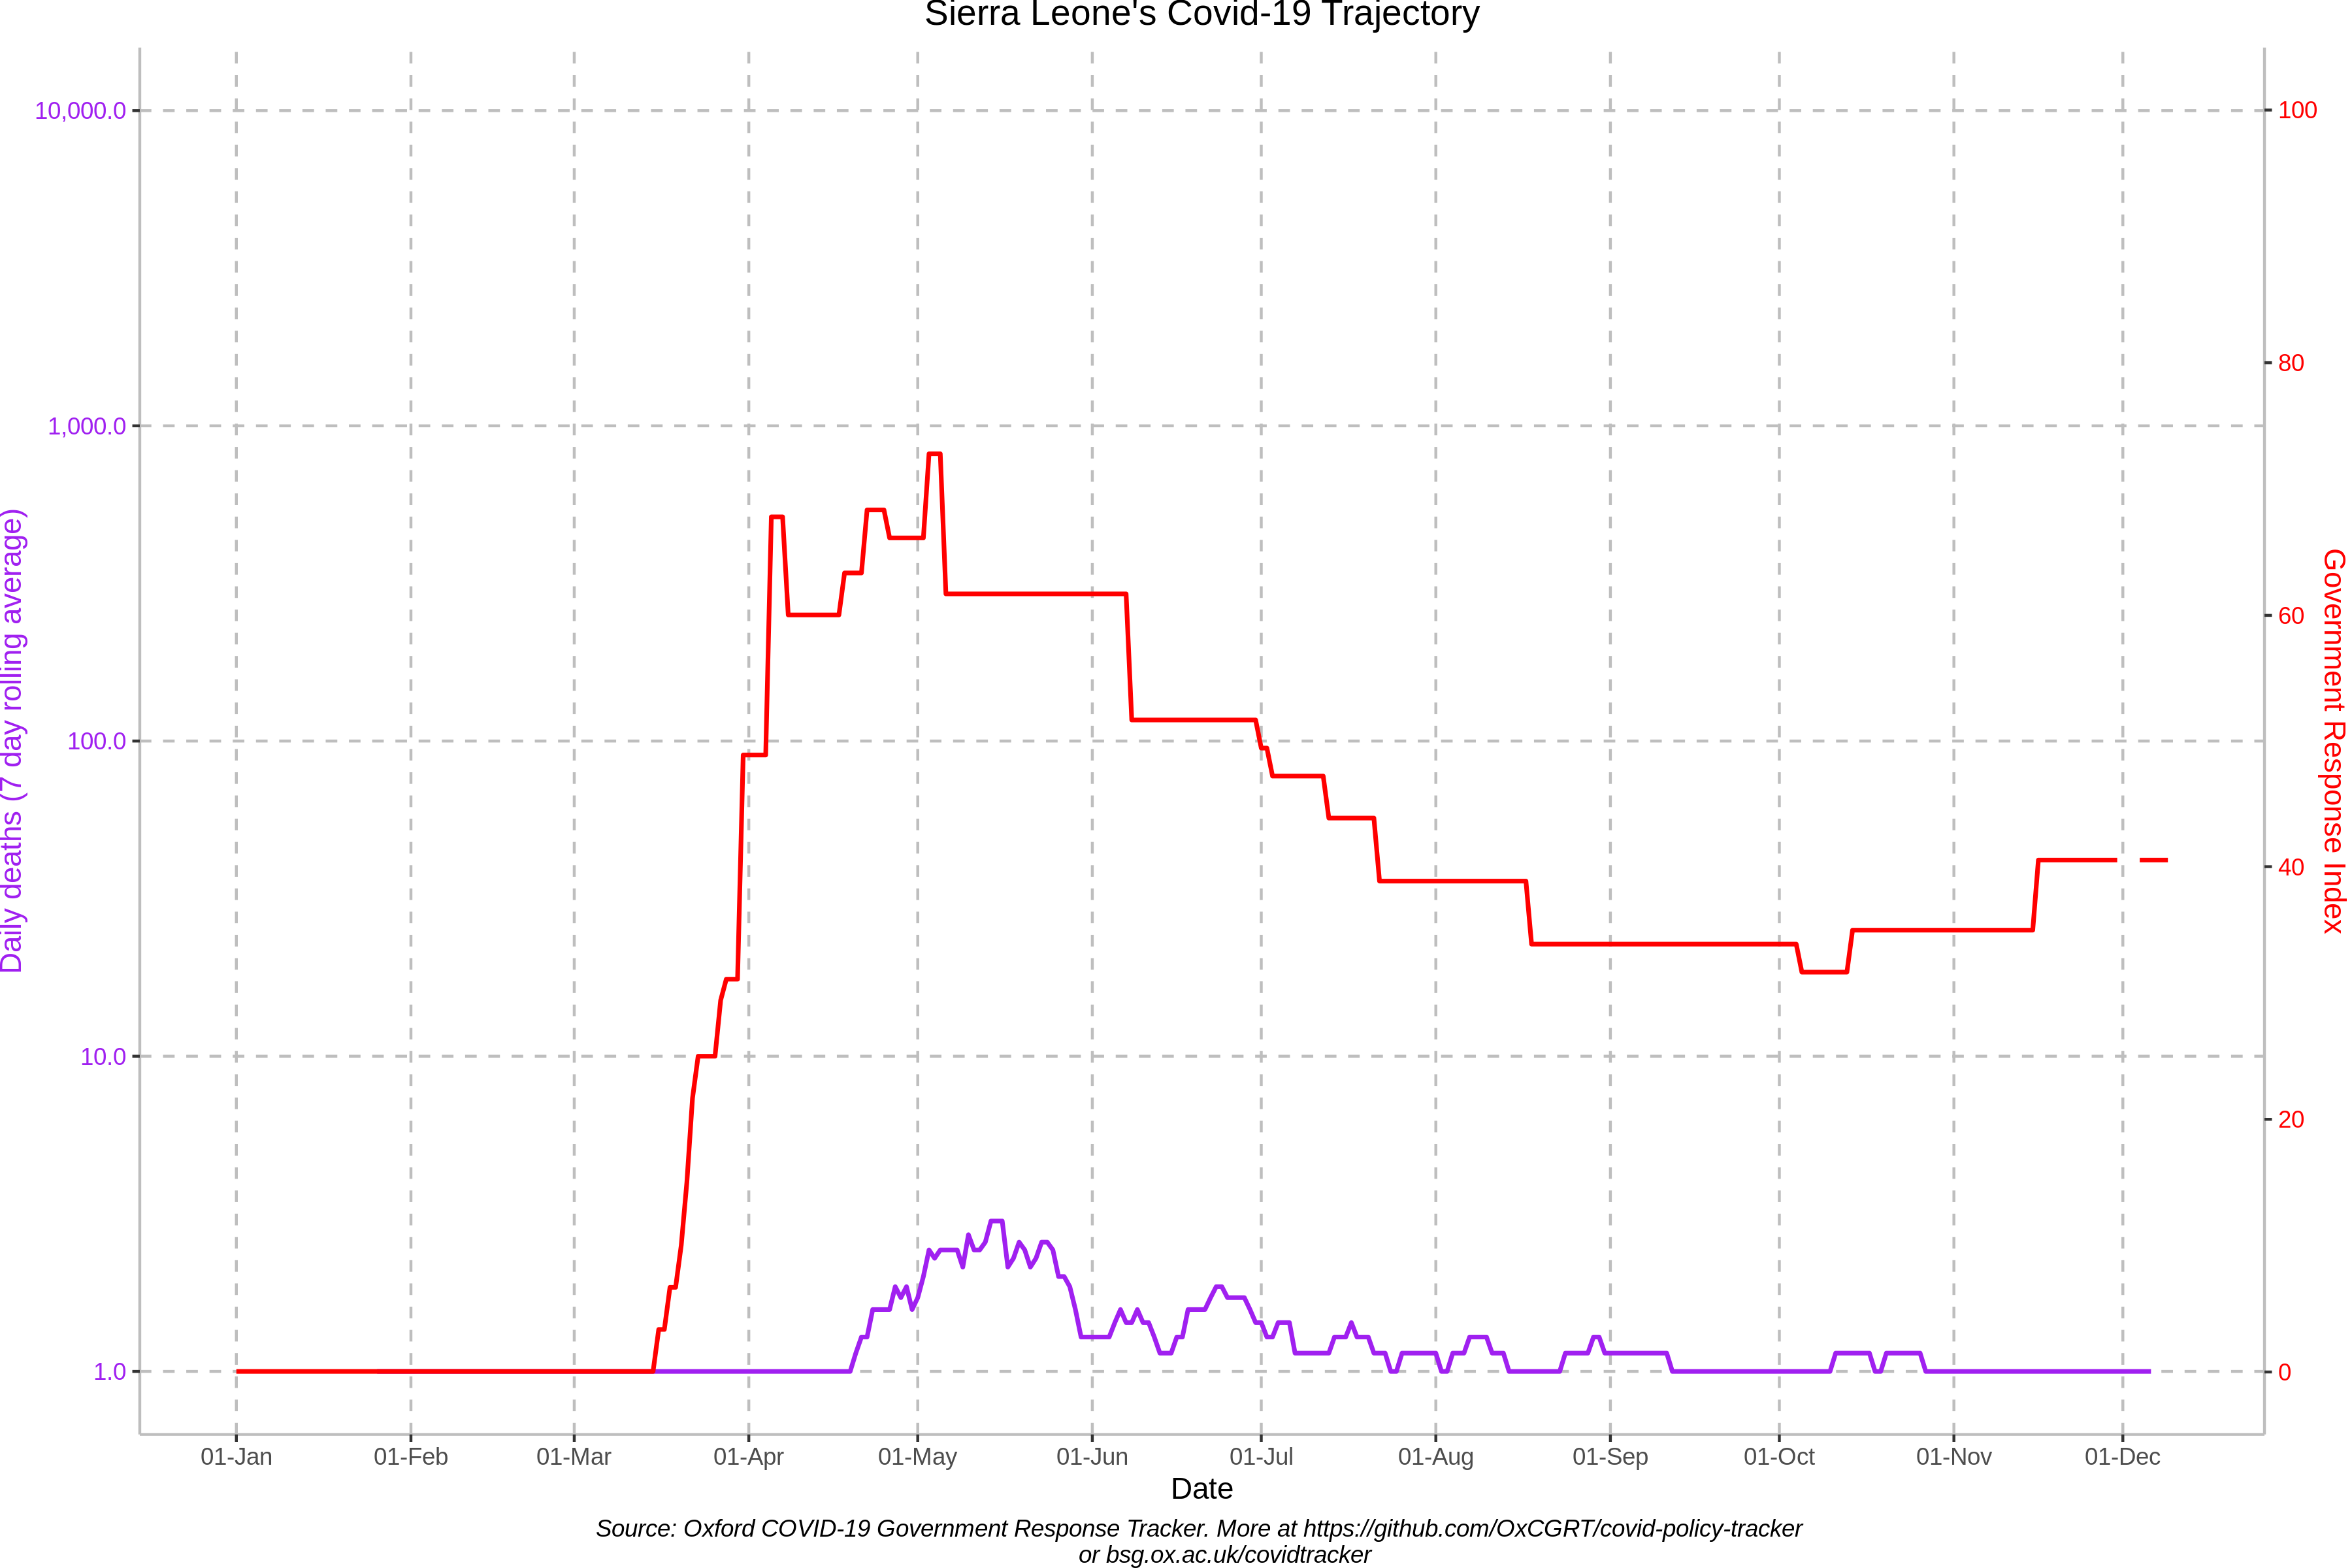 Sierra Leone's Covid-19 Trajectory
10,000.0
1,000.0
100.0
10.0
1.0
Daily deaths (7 day rolling average)
100
80
60
40
20
0
Government Response Index
01-Jan
01-Feb
01-Mar
01-Apr
01-May
01-Jun
01-Jul
01-Aug
01-Sep
01-Oct
01-Nov
01-Dec
Date
Source: Oxford COVID-19 Government Response Tracker. More at https://github.com/OxCGRT/covid-policy-tracker
or bsg.ox.ac.uk/covidtracker